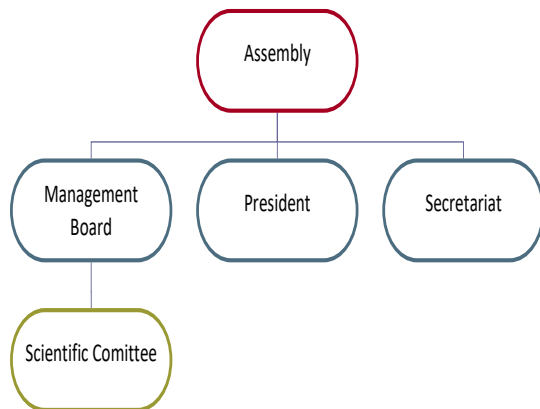 Assembly
Management
Board
President
Secretariat
Scientific Comittee